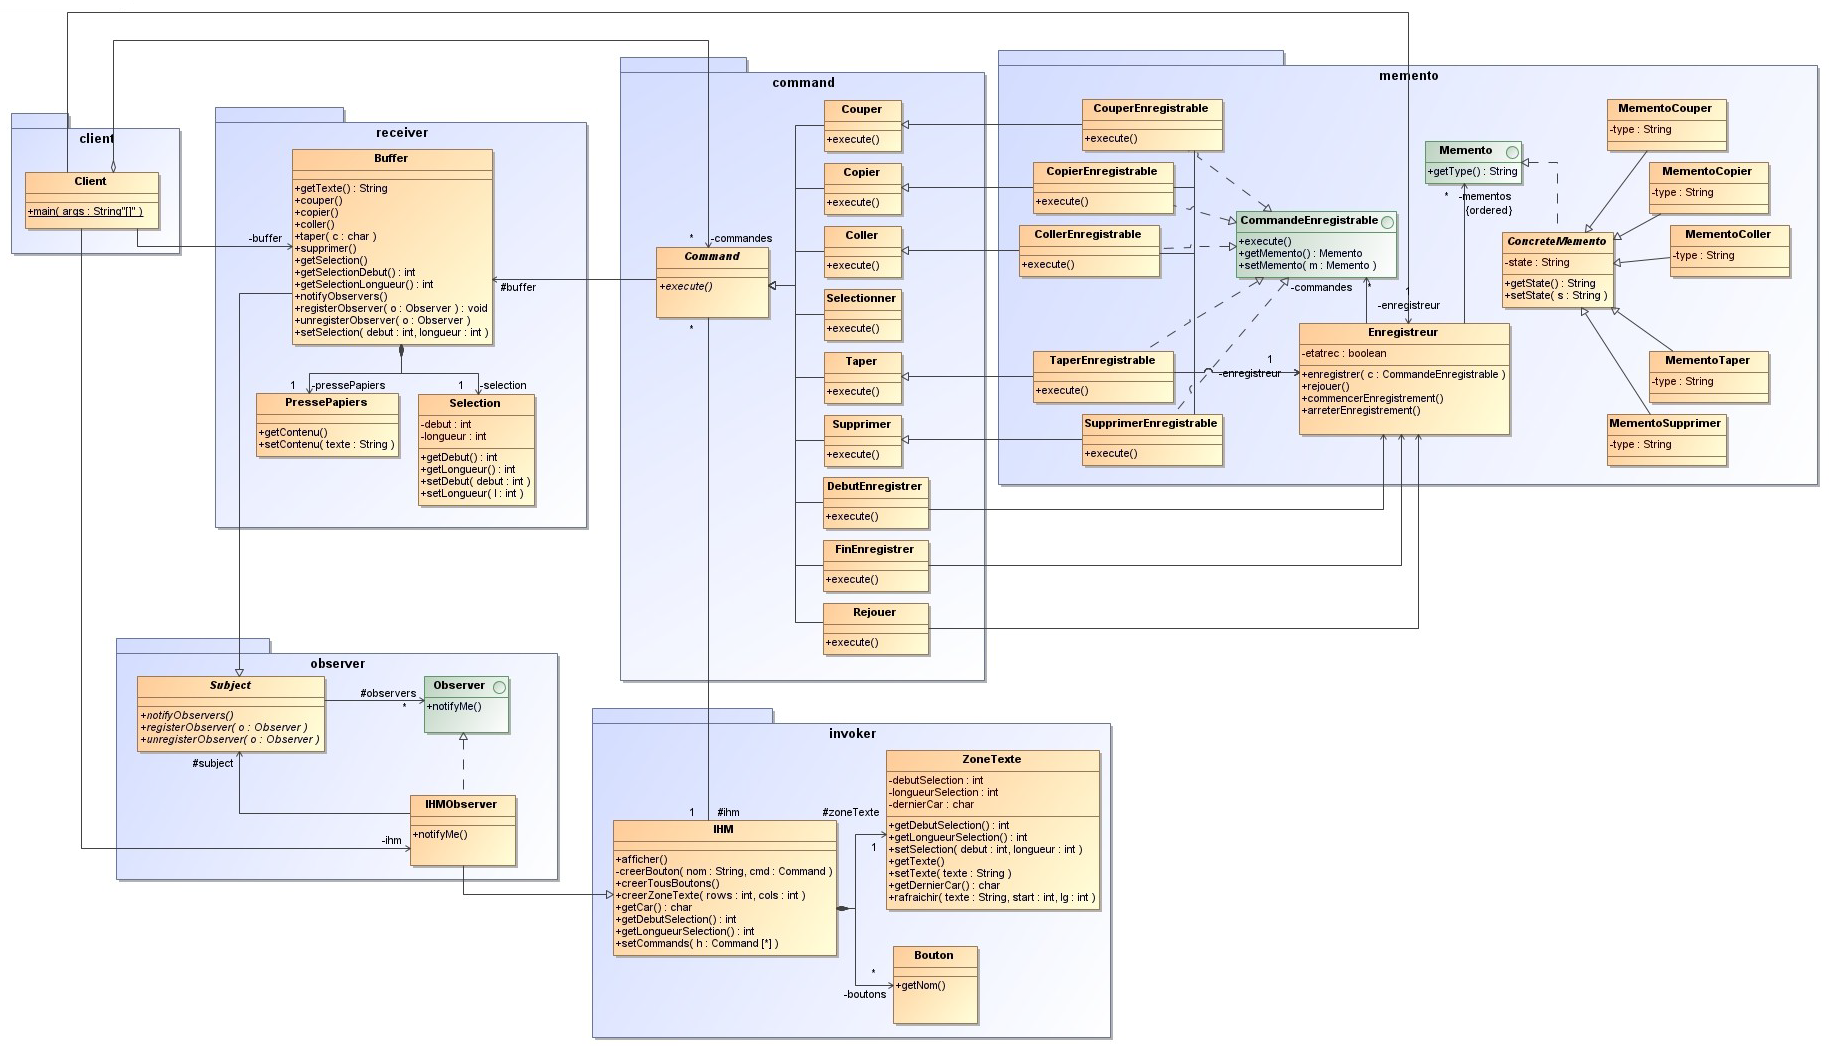 client
Client
+main( args : String"[]" )
-buffer
receiver
Buffer
+getTexte() : String
+couper()
+copier()
+coller()
+taper( c : char )
+supprimer()
+getSelection()
+getSelectionDebut() : int
+getSelectionLongueur() : int
+notifyObservers()
+registerObserver( o : Observer ) : void
+unregisterObserver( o : Observer )
+setSelection( debut : int, longueur : int )
1
-pressePapiers
1
-selection
PressePapiers
+getContenu()
+setContenu( texte : String )
Selection
-debut : int
-longueur : int
+getDebut() : int
+getLongueur() : int
+setDebut( debut : int )
+setLongueur( l : int )
#buffer
command
*
-commandes
Command
+execute()
*
Couper
+execute()
Copier
+execute()
Coller
+execute()
Selectionner
+execute()
Taper
+execute()
Supprimer
+execute()
DebutEnregistrer
+execute()
FinEnregistrer
+execute()
Rejouer
+execute()
memento
CouperEnregistrable
+execute()
CopierEnregistrable
+execute()
CollerEnregistrable
+execute()
TaperEnregistrable
+execute()
SupprimerEnregistrable
+execute()
CommandeEnregistrable
+execute()
+getMemento() : Memento
+setMemento( m : Memento )
-commandes
*
1
-enregistreur
1
-enregistreur
Enregistreur
-etatrec : boolean
+enregistrer( c : CommandeEnregistrable )
+rejouer()
+commencerEnregistrement()
+arreterEnregistrement()
Memento
+getType() : String
*
-mementos
{ordered}
ConcreteMemento
-state : String
+getState() : String
+setState( s : String )
MementoCouper
-type : String
MementoCopier
-type : String
MementoColler
-type : String
MementoTaper
-type : String
MementoSupprimer
-type : String
observer
Subject
+notifyObservers()
+registerObserver( o : Observer )
+unregisterObserver( o : Observer )
#observers
*
Observer
+notifyMe()
#subject
IHMObserver
+notifyMe()
-ihm
invoker
1
#ihm
IHM
+afficher()
-creerBouton( nom : String, cmd : Command )
+creerTousBoutons()
+creerZoneTexte( rows : int, cols : int )
+getCar() : char
+getDebutSelection() : int
+getLongueurSelection() : int
+setCommands( h : Command [*] )
#zoneTexte
1
ZoneTexte
-debutSelection : int
-longueurSelection : int
-dernierCar : char
+getDebutSelection() : int
+getLongueurSelection() : int
+setSelection( debut : int, longueur : int )
+getTexte()
+setTexte( texte : String )
+getDernierCar() : char
+rafraichir( texte : String, start : int, lg : int )
*
-boutons
Bouton
+getNom()